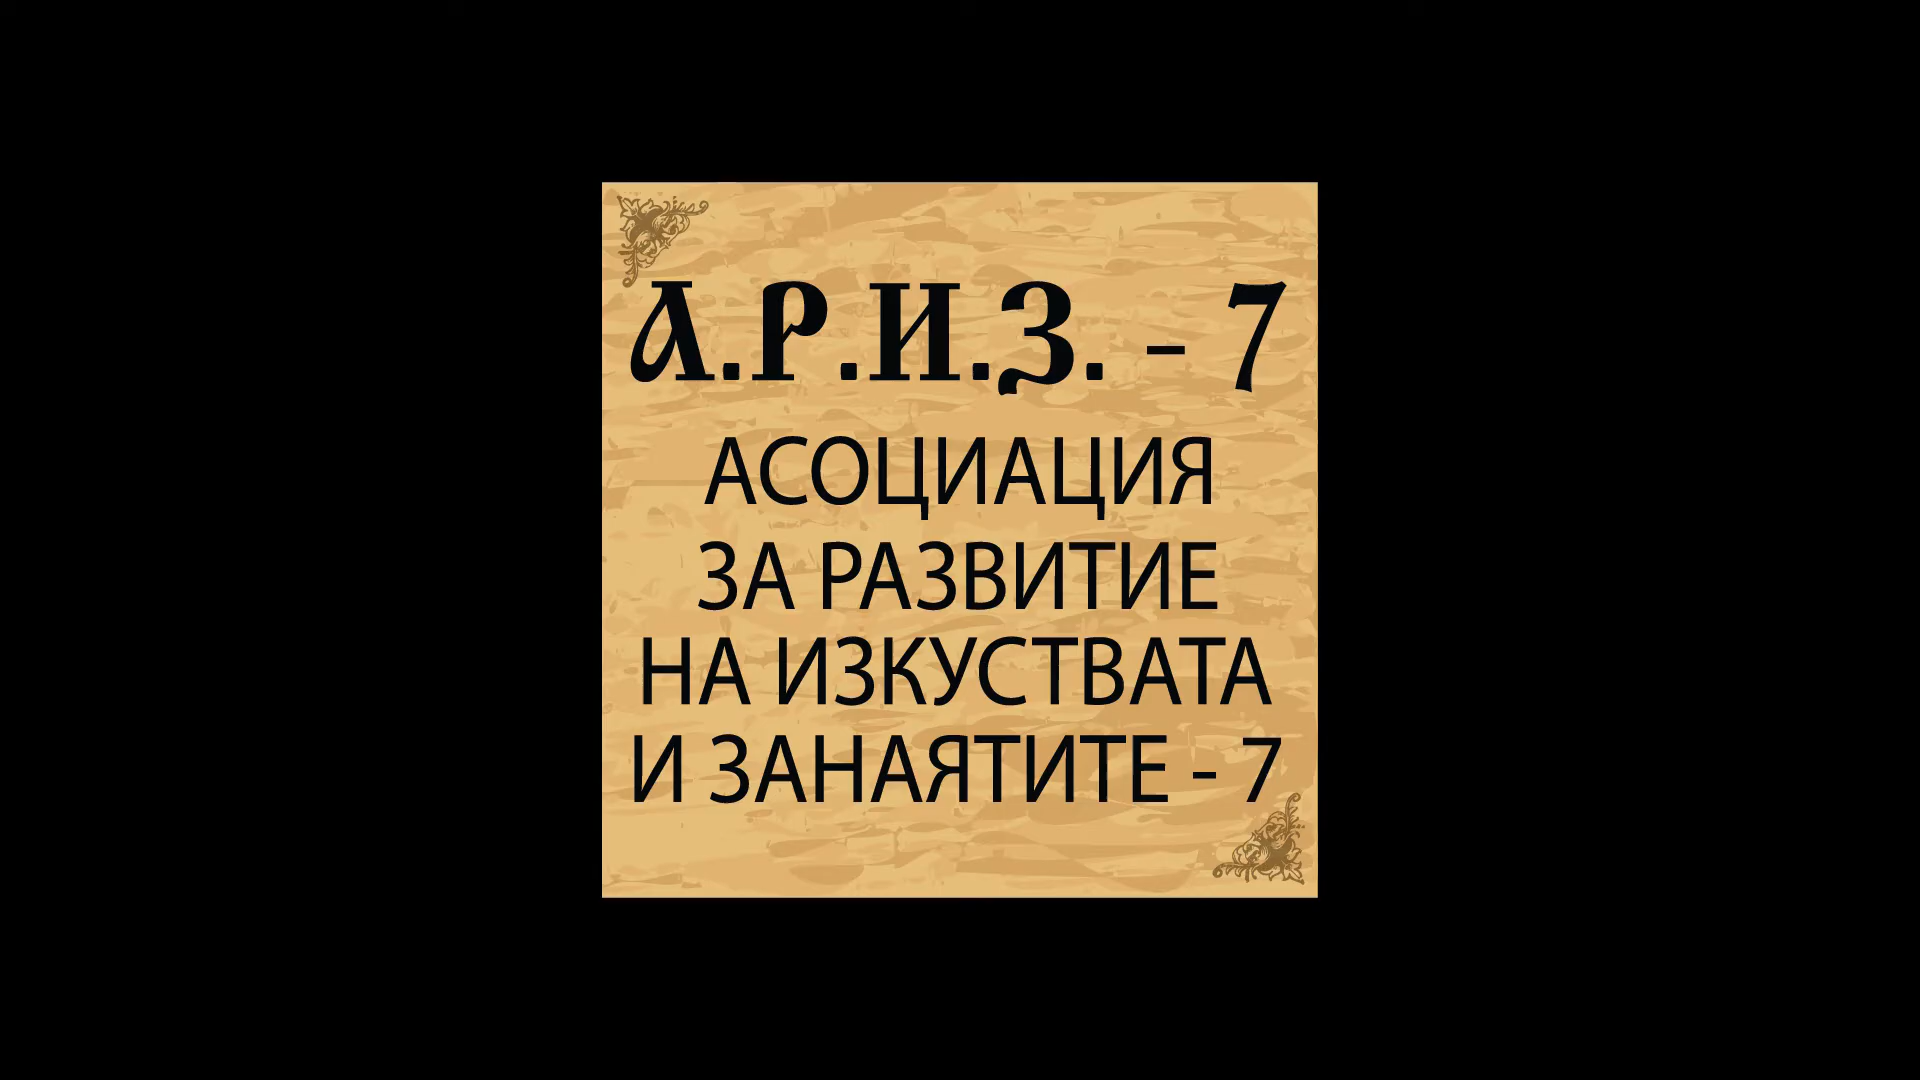 А.Р.И.З. - 7
АСОЦИАЦИЯ
ЗА РАЗВИТИЕ
НА ИЗКУСТВАТА
И ЗАНАЯТИТЕ - 7